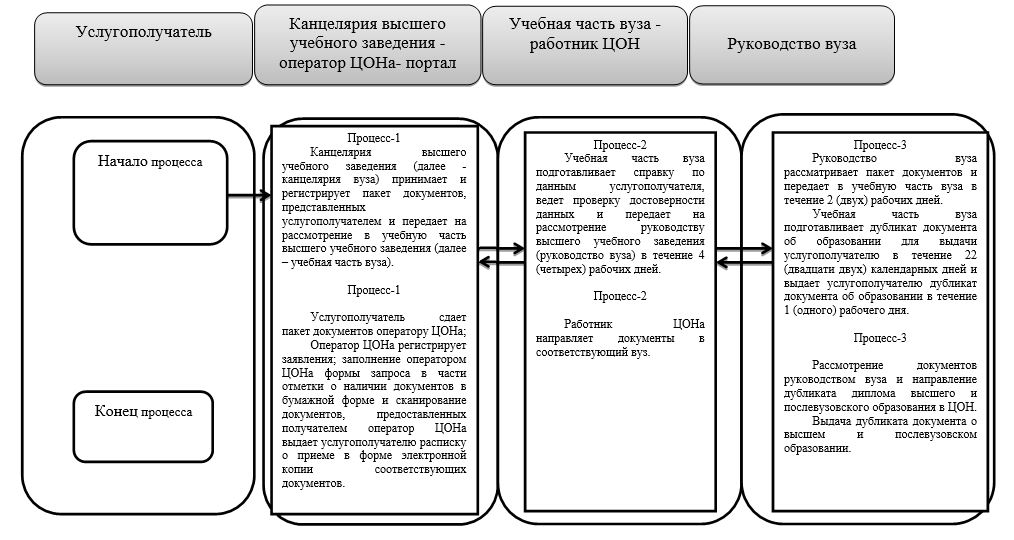 Услугополучатель
Канцелярия высшего
учебного заведения -
оператор ЦОНа- портал
Учебная часть вуза -
работник ЦОН
Руководство вуза
Начало процесса
Конец процесса
Процесс-1
Канцелярия высшего
учебного заведения (далее -
канцелярия вуза) принимает и
регистрирует пакет документов,
представленных
услугополучателем и передает на
рассмотрение в учебную часть
высшего учебного заведения (далее
– учебная часть вуза).
Процесс-1
Услугополучатель сдает
пакет документов оператору ЦОНа;
Оператор ЦОНа регистрирует
заявления; заполнение оператором
ЦОНа формы запроса в части
отметки о наличии документов в
бумажной форме и сканирование
документов, предоставленных
получателем оператор ЦОНа
выдает услугополучателю расписку
о приеме в форме электронной
копии соответствующих
документов.
Процесс-2
Учебная часть вуза
подготавливает справку по
данным услугополучателя,
ведет проверку достоверности
данных и передает на
рассмотрение руководству
высшего учебного заведения
(руководство вуза) в течение 4
(четырех) рабочих дней.
Процесс-2
Работник ЦОНа
направляет документы в
соответствующий вуз.
Процесс-3
Руководство вуза
рассматривает пакет документов и
передает в учебную часть вуза в
течение 2 (двух) рабочих дней.
Учебная часть вуза
подготавливает дубликат документа
об образовании для выдачи
услугополучателю в течение 22
(двадцати двух) календарных дней и
выдает услугополучателю дубликат
документа об образовании в течение
1 (одного) рабочего дня.
Процесс-3
Рассмотрение документов
руководством вуза и направление
дубликата диплома высшего и
послевузовского образования в ЦОН.
Выдача дубликата документа о
высшем и послевузовском
образовании.